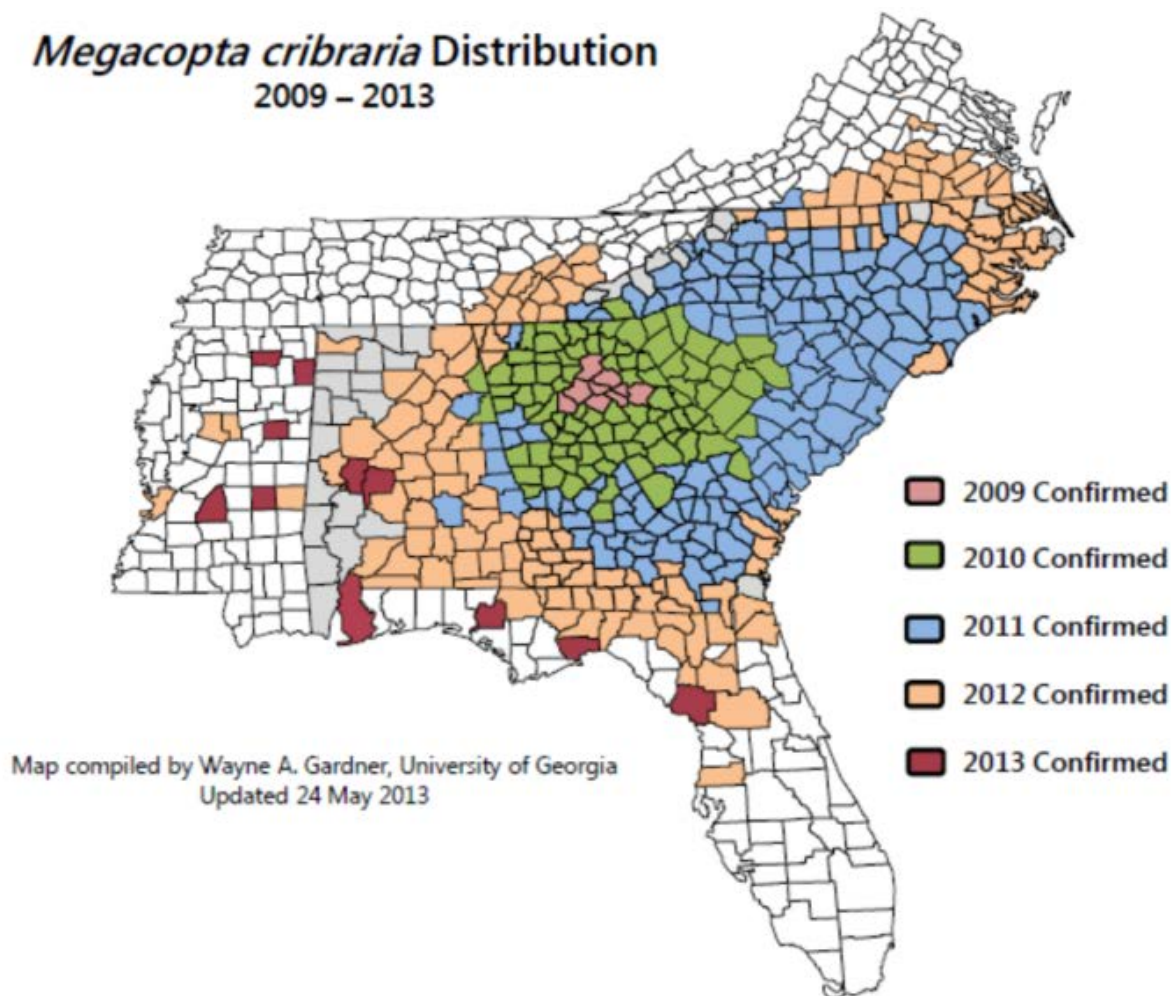 Megacopta cribraria Distribution
2009 – 2013
2009 Confirmed
2010 Confirmed
2011 Confirmed
2012 Confirmed
2013 Confirmed
Map compiled by Wayne A. Gardner, University of Georgia
Updated 24 May 2013